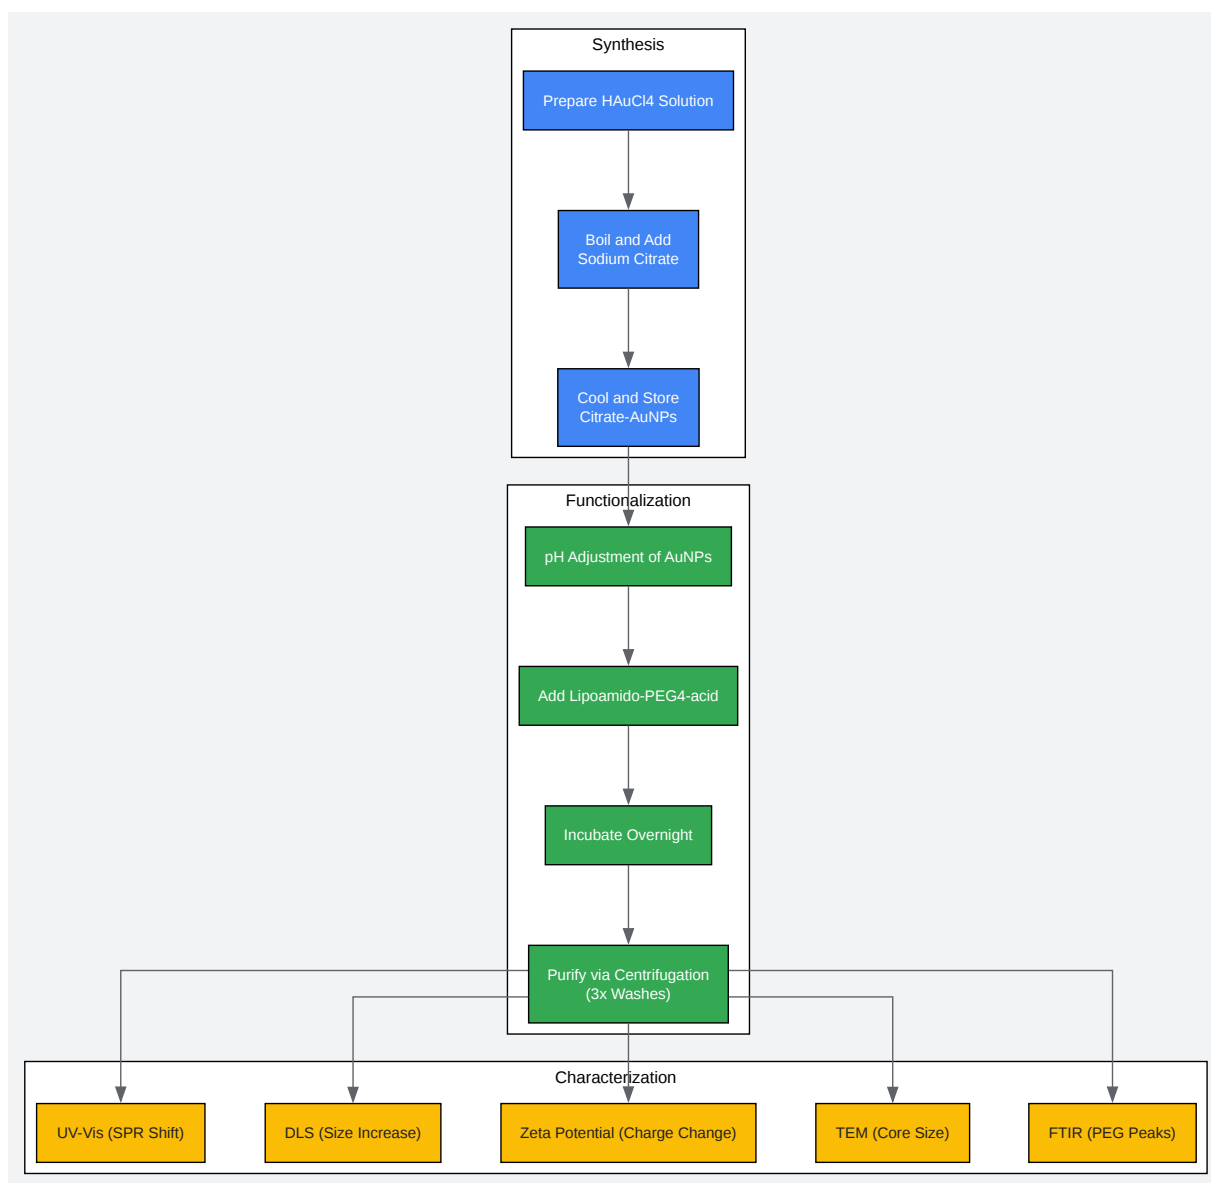 Synthesis
Prepare HAuCl4 Solution
Boil and Add
Sodium Citrate
Cool and Store
Citrate-AuNPs
Functionalization
pH Adjustment of AuNPs
Add Lipoamido-PEG4-acid
Incubate Overnight
Purify via Centrifugation
(3x Washes)
Characterization
UV-Vis (SPR Shift)
DLS (Size Increase)
Zeta Potential (Charge Change)
TEM (Core Size)
FTIR (PEG Peaks)